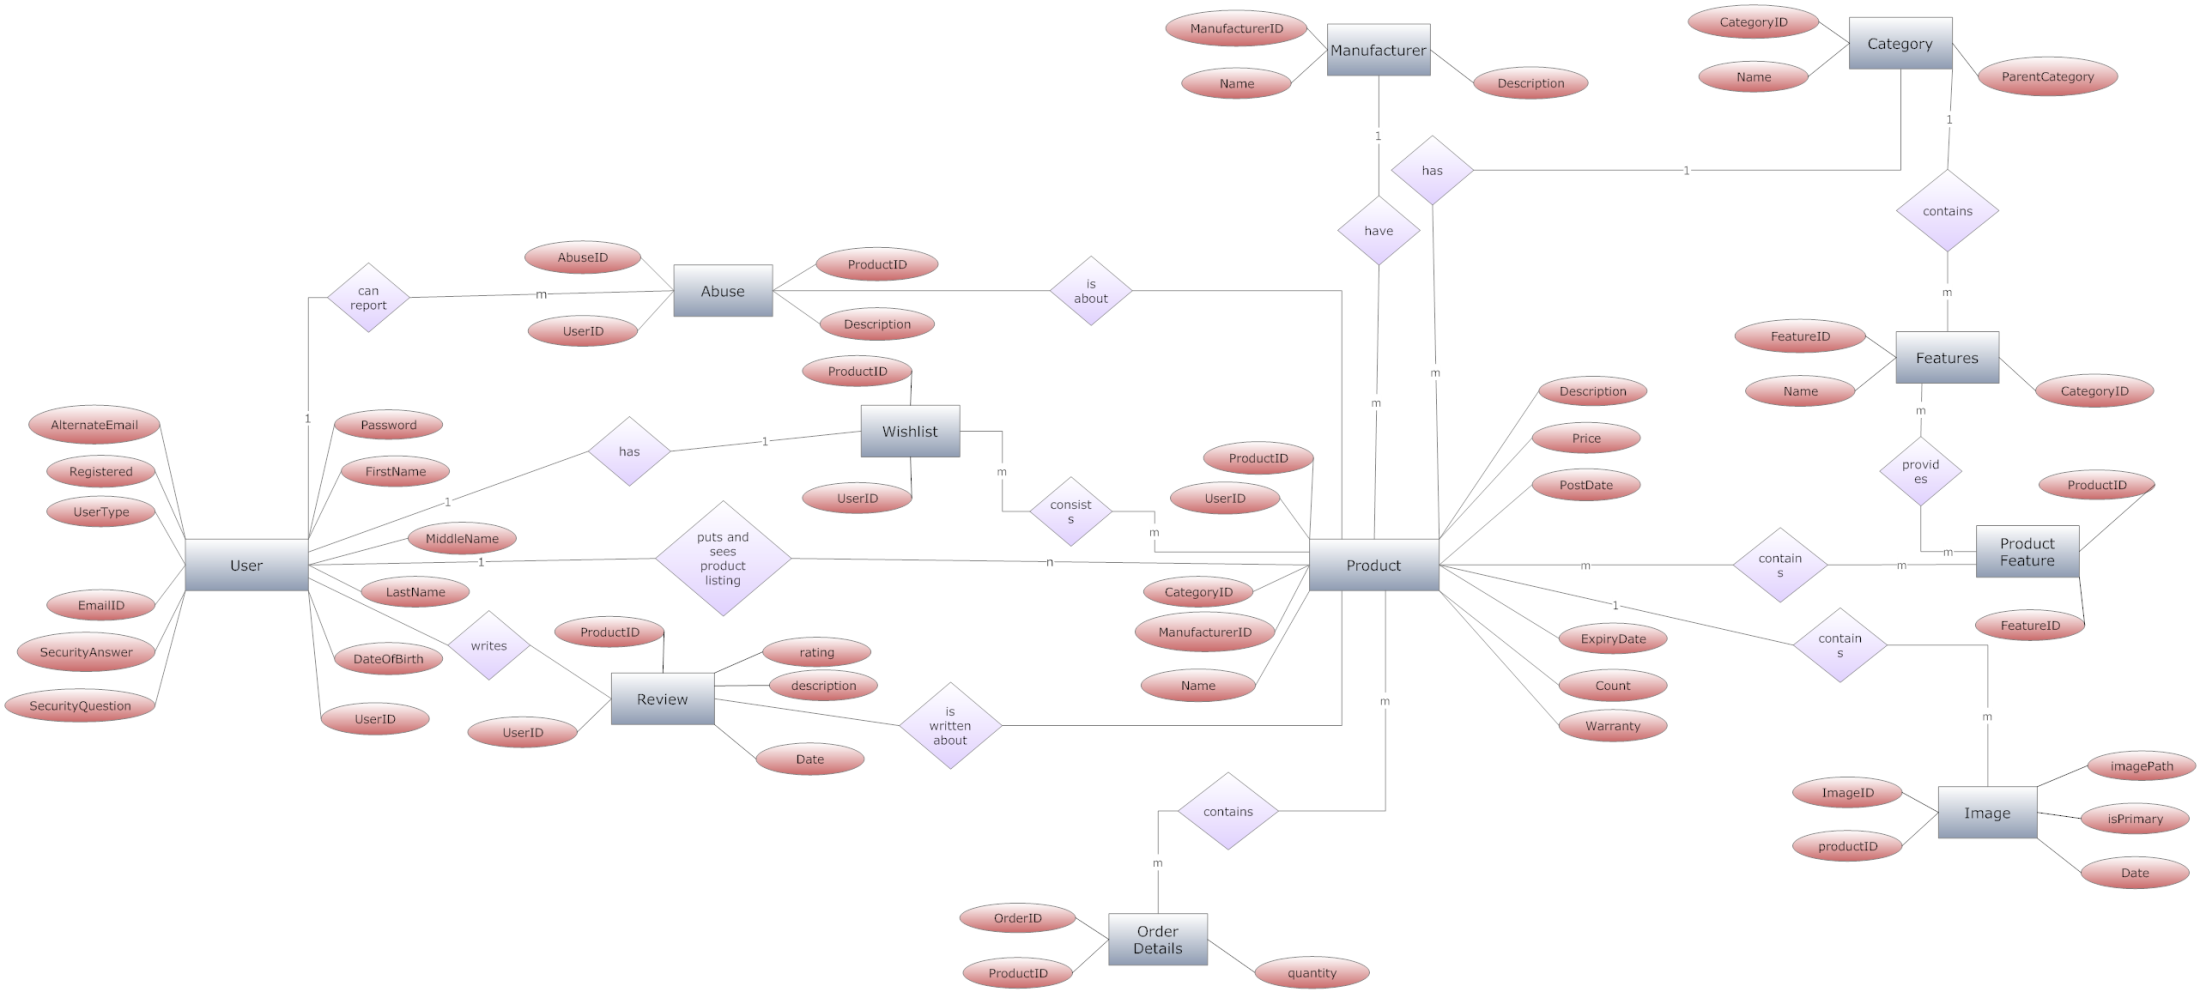 ManufacturerID
Name
Manufacturer
Description
CategoryID
Name
Category
ParentCategory
1
1
has
1
have
contains
m
m
m
can
report
m
AbuseID
UserID
Abuse
ProductID
Description
is
about
FeatureID
Name
Features
CategoryID
m
provid
es
m
ProductID
Product
Feature
FeatureID
1
AlternateEmail
Registered
UserType
EmailID
SecurityAnswer
SecurityQuestion
User
Password
FirstName
MiddleName
LastName
DateOfBirth
UserID
1
has
1
ProductID
Wishlist
UserID
m
consist
s
m
1
puts and
sees
product
listing
n
writes
ProductID
UserID
Review
rating
description
Date
is
written
about
ProductID
UserID
CategoryID
ManufacturerID
Name
Product
Description
Price
PostDate
ExpiryDate
Count
Warranty
m
contain
s
m
1
contain
s
m
m
contains
m
OrderID
ProductID
Order
Details
quantity
ImageID
productID
Image
imagePath
isPrimary
Date